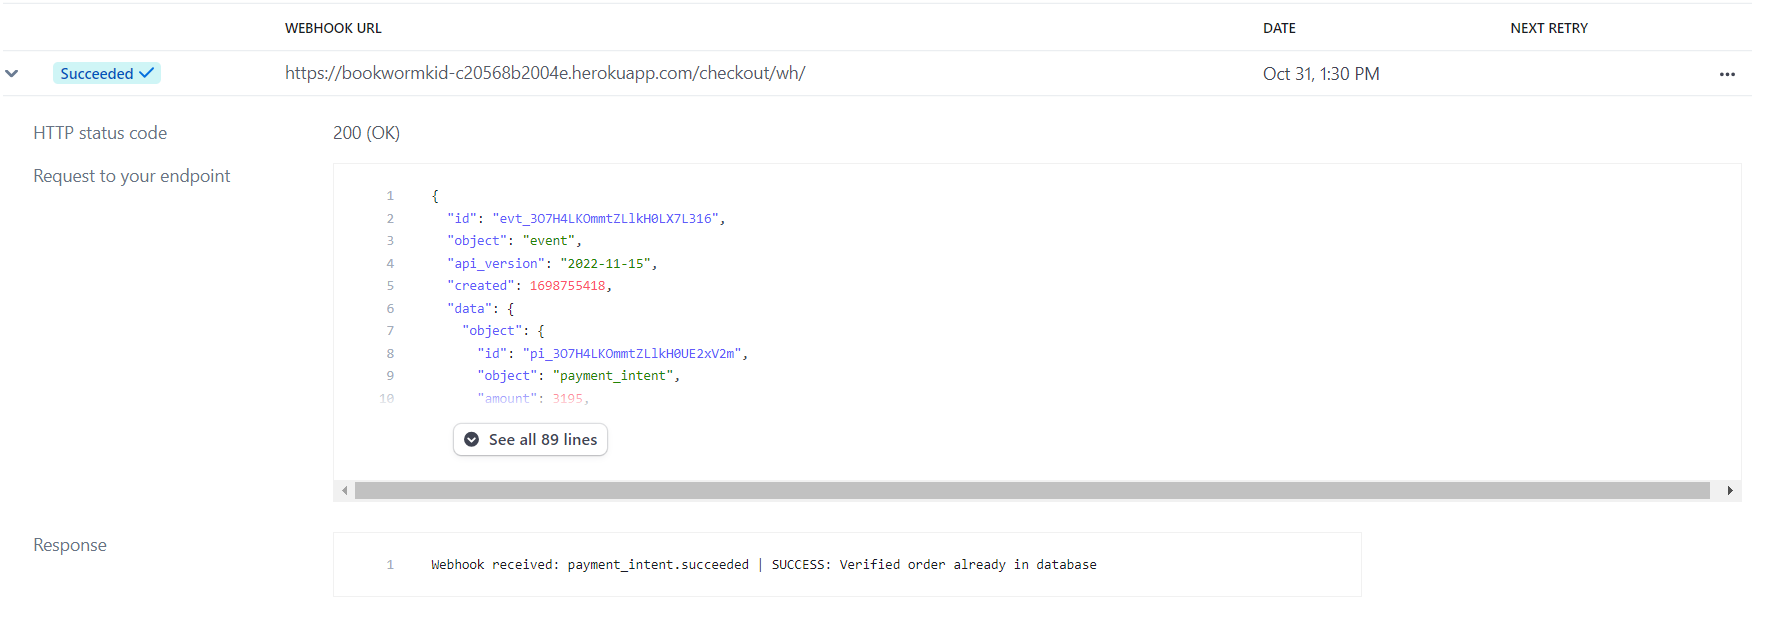 WEBHOOK URL DATE NEXT RETRY
Succeeded https://bookwormkid-c20568b2004e.herokuapp.com/checkout/wh/ Oct 31, 1:30 PM
HTTP status code 200 (OK)
Request to your endpoint
1 {
2 "id": "evt_3O7H4LKOmmtZLlkH0LX7L316",
3 "object": "event",
4 "api_version": "2022-11-15",
5 "created": 1698755418,
6 "data": {
7 "object": {
8 "id": "pi_3O7H4LKOmmtZLlkH0UE2xV2m",
9 "object": "payment_intent",
10 "amount": 3195,
See all 89 lines
Response
1 Webhook received: payment_intent.succeeded | SUCCESS: Verified order already in database